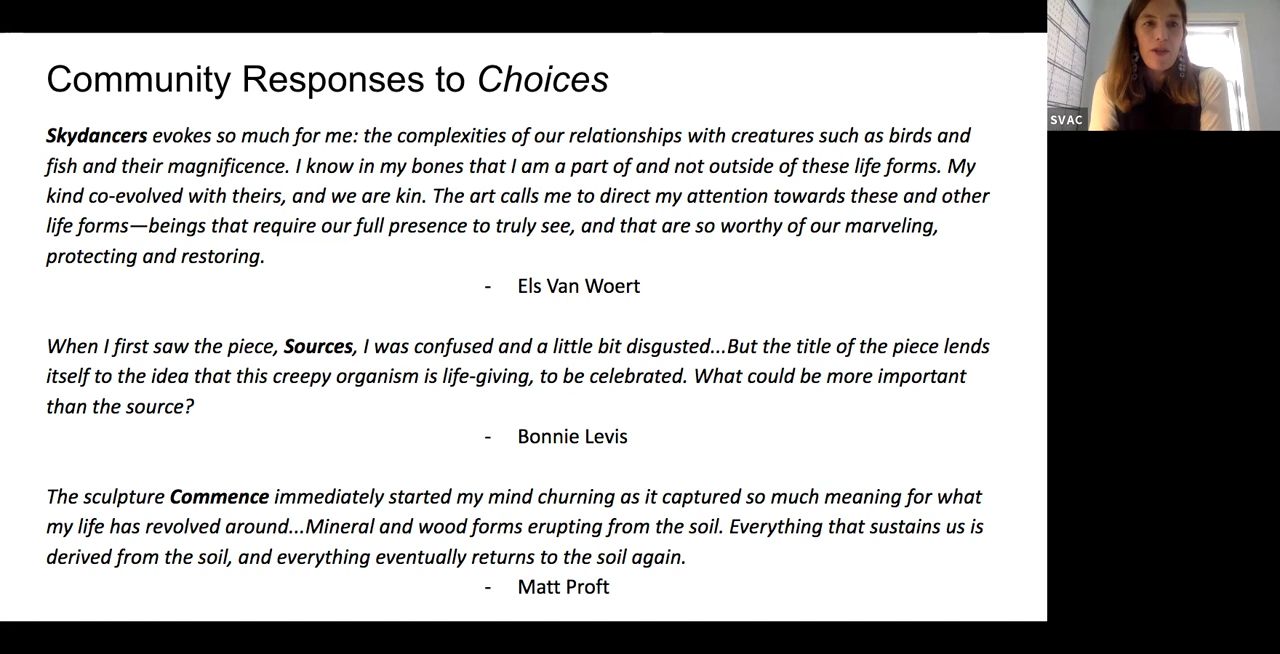 Community Responses to Choices
Skydancers evokes so much for me: the complexities of our relationships with creatures such as birds and
fish and their magnificence. I know in my bones that I am a part of and not outside of these life forms. My
kind co-evolved with theirs, and we are kin. The art calls me to direct my attention towards these and other
life forms—beings that require our full presence to truly see, and that are so worthy of our marveling,
protecting and restoring.
- Els Van Woert
When I first saw the piece, Sources, I was confused and a little bit disgusted...But the title of the piece lends
itself to the idea that this creepy organism is life-giving, to be celebrated. What could be more important
than the source?
- Bonnie Levis
The sculpture Commence immediately started my mind churning as it captured so much meaning for what
my life has revolved around...Mineral and wood forms erupting from the soil. Everything that sustains us is
derived from the soil, and everything eventually returns to the soil again.
- Matt Proft
SVAC